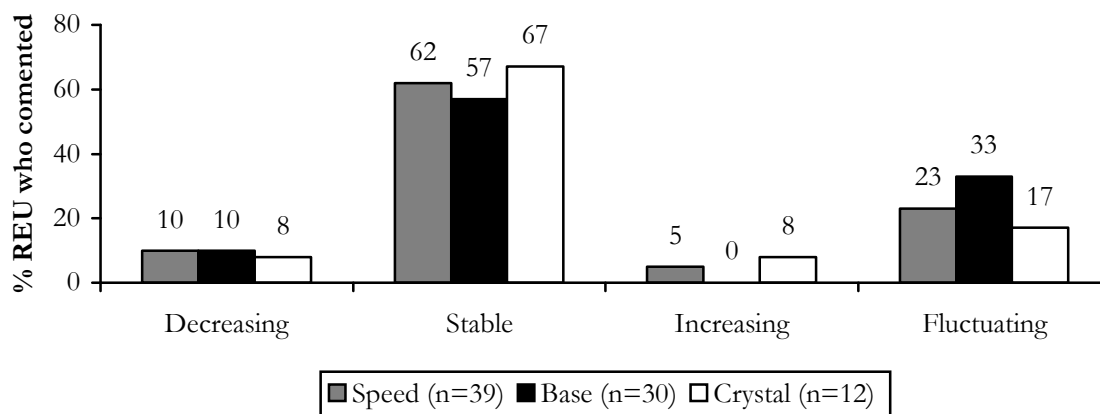 % REU who comented
80
60
40
20
0
10 10 8
62 57 67
5 0 8
23 33 17
Decreasing Stable Increasing Fluctuating
Speed (n=39) Base (n=30) Crystal (n=12)